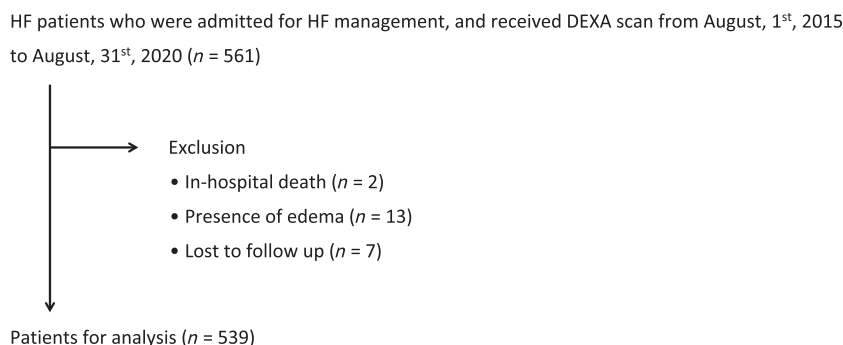 HF patients who were admitted for HF management, and received DEXA scan from August, 1st, 2015
to August, 31st, 2020 (n = 561)
Exclusion
• In-hospital death (n = 2)
• Presence of edema (n = 13)
• Lost to follow up (n = 7)
Patients for analysis (n = 539)